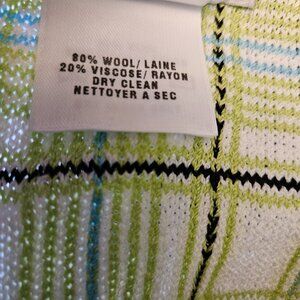 80% WOOL/ LAINE
20% VISCOSE/ RAYON
DRY CLEAN
NETTOYER A SEC